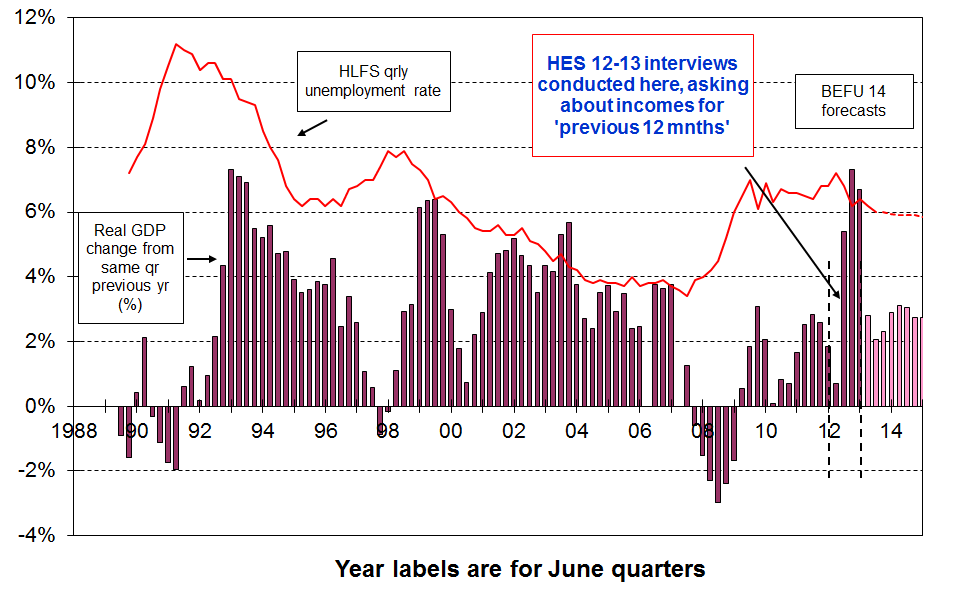 12%
10%
8%
6%
4%
2%
0%
-2%
-4%
HLFS qrly
unemployment rate
HES 12-13 interviews
conducted here, asking
about incomes for
'previous 12 mnths'
BEFU 14
forecasts
Real GDP
change from
same qr
previous yr
(%)
1988 90 92 94 96 98 00 02 04 06 08 10 12 14
Year labels are for June quarters